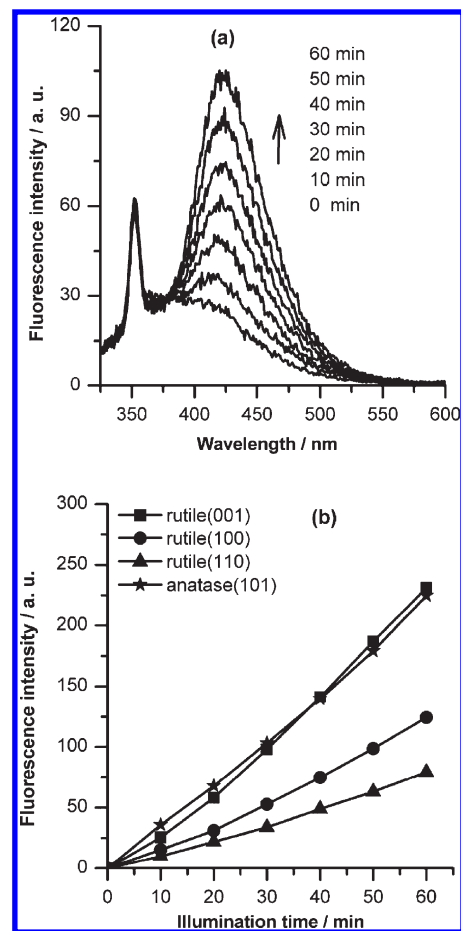 (a)
120
90
60
30
0
Fluorescence intensity / a. u.
60 min
50 min
40 min
30 min
20 min
10 min
0 min
350 400 450 500 550 600
Wavelength / nm
(b)
300
250
200
150
100
50
0
Fluorescence intensity / a. u.
rutile(001)
rutile(100)
rutile(110)
anatase(101)
0 10 20 30 40 50 60
Illumination time / min